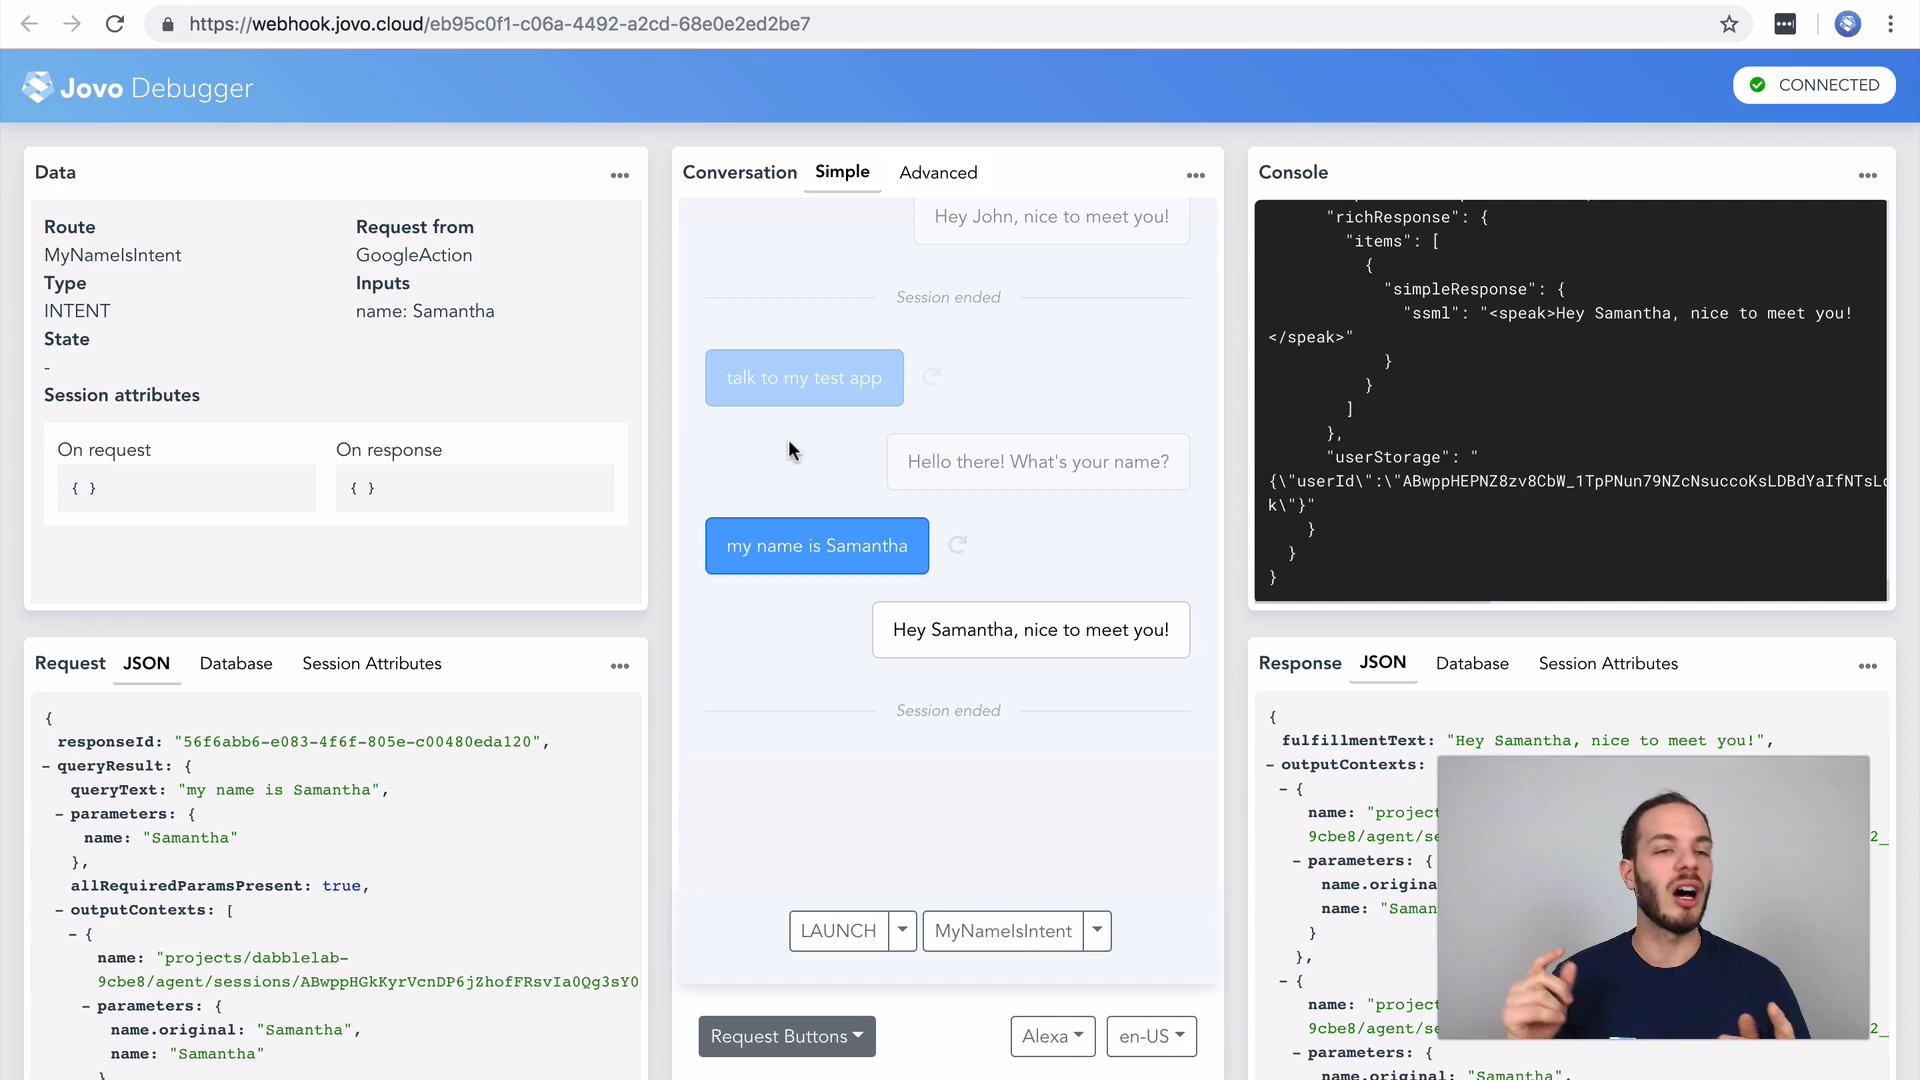 https://webhook.jovo.cloud/eb95c0f1-c06a-4492-a2cd-68e0e2ed2be7
Jovo Debugger
CONNECTED
Data
Route
MyNameIsIntent
Type
INTENT
State
-
Request from
GoogleAction
Inputs
name: Samantha
Session attributes
On request
{ }
On response
{ }
Conversation Simple Advanced
Hey John, nice to meet you!
Session ended
talk to my test app
Hello there! What's your name?
my name is Samantha
Hey Samantha, nice to meet you!
Session ended
LAUNCH
MyNameIsIntent
Request Buttons
Alexa
en-US
Console
"richResponse": {
"items": [
{
"simpleResponse": {
"ssml": "<speak>Hey Samantha, nice to meet you!
</speak>"
}
}
]
},
"userStorage": "
{\"userId\":\"ABwppHEPNZ8zv8CbW_1TpPNun79NZcNsuccoKsLDBdYaIfNTsL
k\"}"
}
}
}
Request JSON Database Session Attributes
{
responseId: "56f6abb6-e083-4f6f-805e-c00480eda120",
– queryResult: {
queryText: "my name is Samantha",
– parameters: {
name: "Samantha"
},
allRequiredParamsPresent: true,
– outputContexts: [
– {
name: "projects/dabblelab-
9cbe8/agent/sessions/ABwppHGkKyrVcnDP6jZhofFRsvIa0Qg3sY0
– parameters: {
name.original: "Samantha",
name: "Samantha"
}
Response JSON Database Session Attributes
{
fulfillmentText: "Hey Samantha, nice to meet you!",
– outputContexts:
– {
name: "project
9cbe8/agent/se
2_
– parameters: {
name.origina
name: "Saman
}
},
– {
name: "project
9cbe8/agent/se
2_
– parameters: {
name.original: "Samantha",